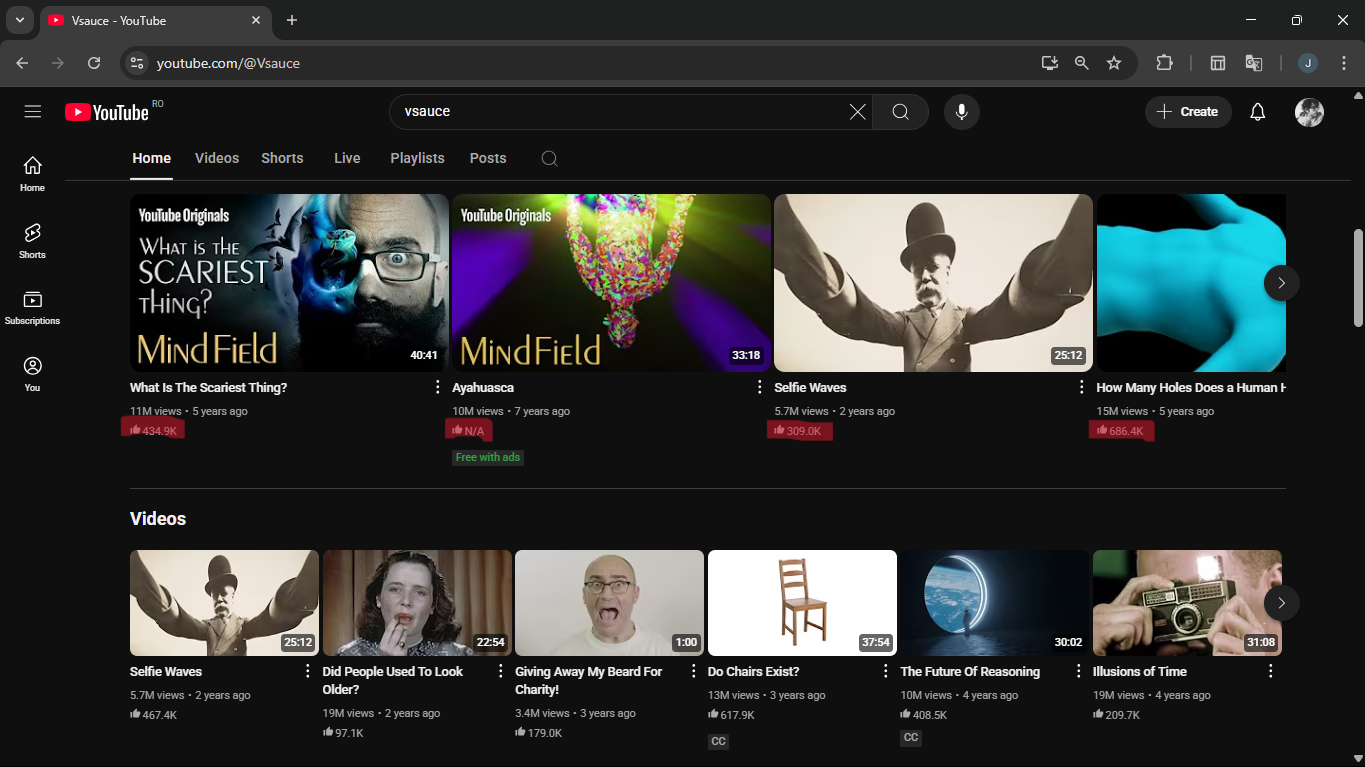 Vsauce - YouTube
youtube.com/@Vsauce
J
YouTube RO
vsauce
Create
Home
Videos
Shorts
Live
Playlists
Posts
Home
Shorts
Subscriptions
You
YouTube Originals
WHAT IS THE
SCARIEST
THING?
MIND FIELD
40:41
What Is The Scariest Thing?
11M views • 5 years ago
434.9K
YouTube Originals
MIND FIELD
33:18
Ayahuasca
10M views • 7 years ago
N/A
Free with ads
25:12
Selfie Waves
5.7M views • 2 years ago
309.0K
How Many Holes Does a Human H
15M views • 5 years ago
686.4K
Videos
25:12
Selfie Waves
5.7M views • 2 years ago
467.4K
22:54
Did People Used To Look
Older?
19M views • 2 years ago
97.1K
1:00
Giving Away My Beard For
Charity!
3.4M views • 3 years ago
179.0K
37:54
Do Chairs Exist?
13M views • 3 years ago
617.9K
CC
30:02
The Future Of Reasoning
10M views • 4 years ago
408.5K
CC
31:08
Illusions of Time
19M views • 4 years ago
209.7K